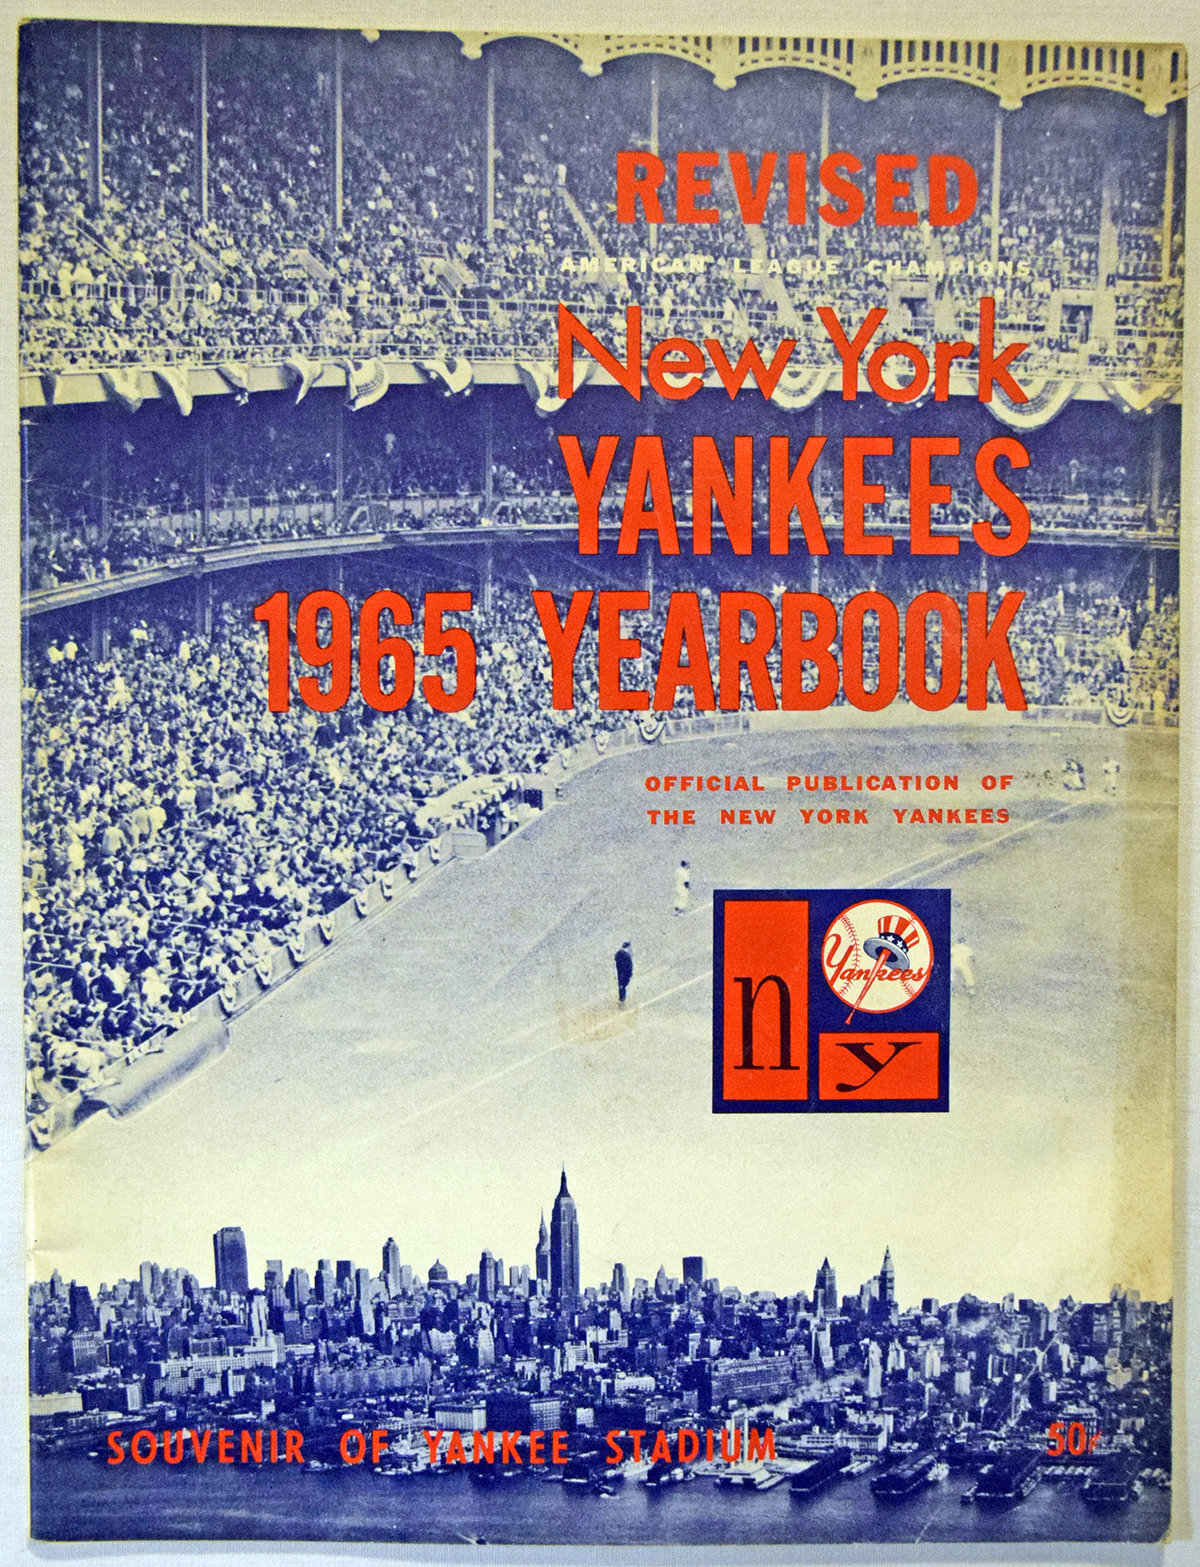 REVISED
AMERICAN LEAGUE CHAMPIONS
New York
YANKEES
1965 YEARBOOK
OFFICIAL PUBLICATION OF
THE NEW YORK YANKEES
n
Yankees
y
SOUVENIR OF YANKEE STADIUM
50¢